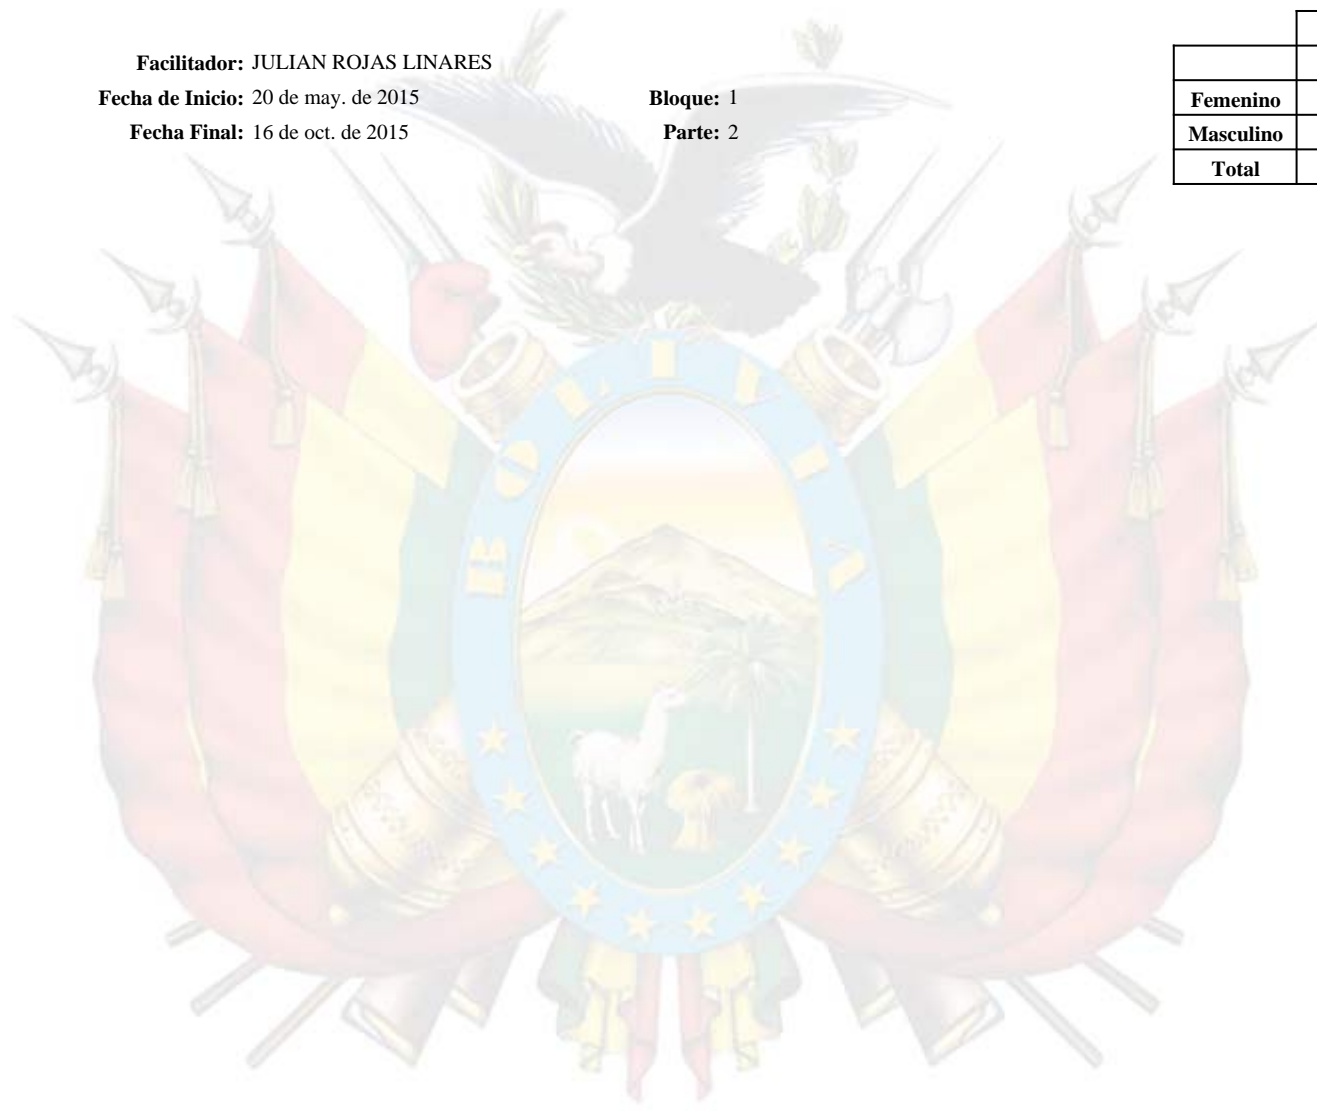 Facilitador: JULIAN ROJAS LINARES
Fecha de Inicio: 20 de may. de 2015 Bloque: 1
Fecha Final: 16 de oct. de 2015 Parte: 2
Femenino
Masculino
Total
BOLIVIA